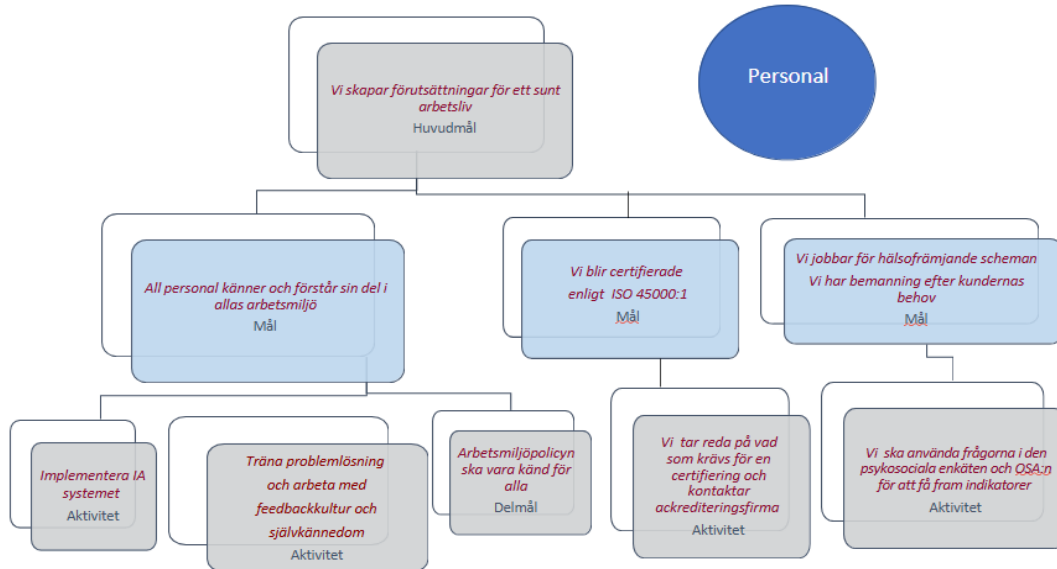 Personal
Vi skapar förutsättningar för ett sunt
arbetsliv
Huvudmål
All personal känner och förstår sin del i
allas arbetsmiljö
Mål
Vi blir certifierade
enligt ISO 45000:1
Mål
Vi jobbar för hälsofrämjande scheman
Vi har bemanning efter kundernas
behov
Mål
Implementera IA
systemet
Aktivitet
Träna problemlösning
och arbeta med
feedbackkultur och
självkännedom
Aktivitet
Arbetsmiljöpolicyn
ska vara känd för
alla
Delmål
Vi tar reda på vad
som krävs för en
certifiering och
kontaktar
ackrediteringsfirma
Aktivitet
Vi ska använda frågorna i den
psykosociala enkäten och OSA:n
för att få fram indikatorer
Aktivitet